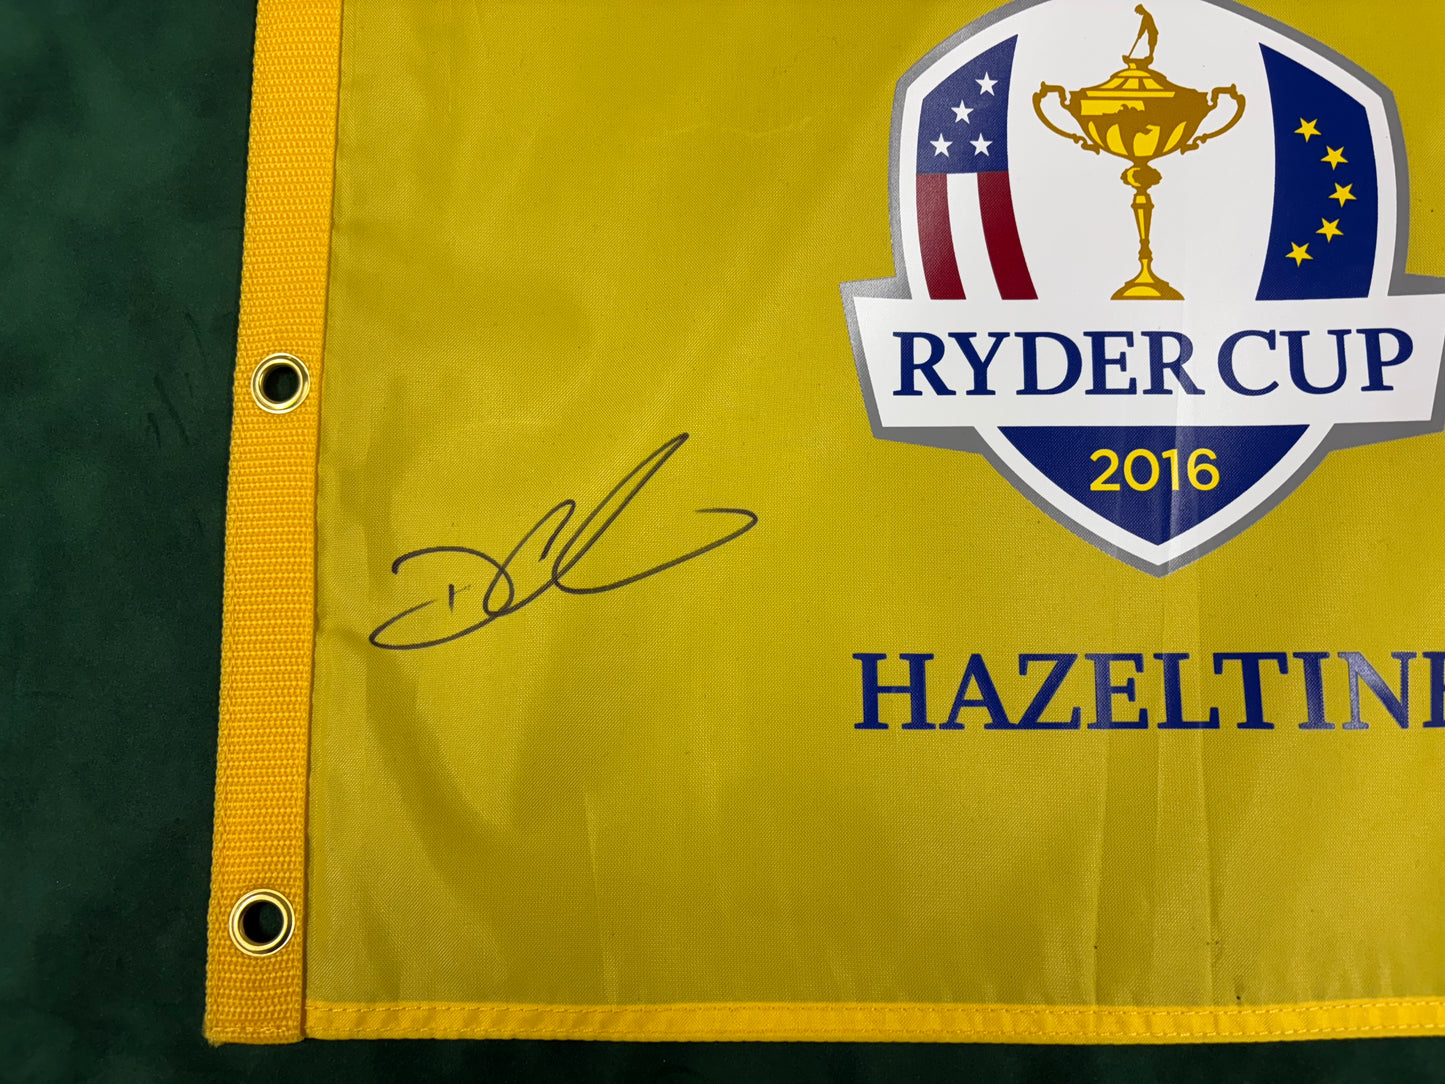 RYDER CUP
2016
HAZELTINE